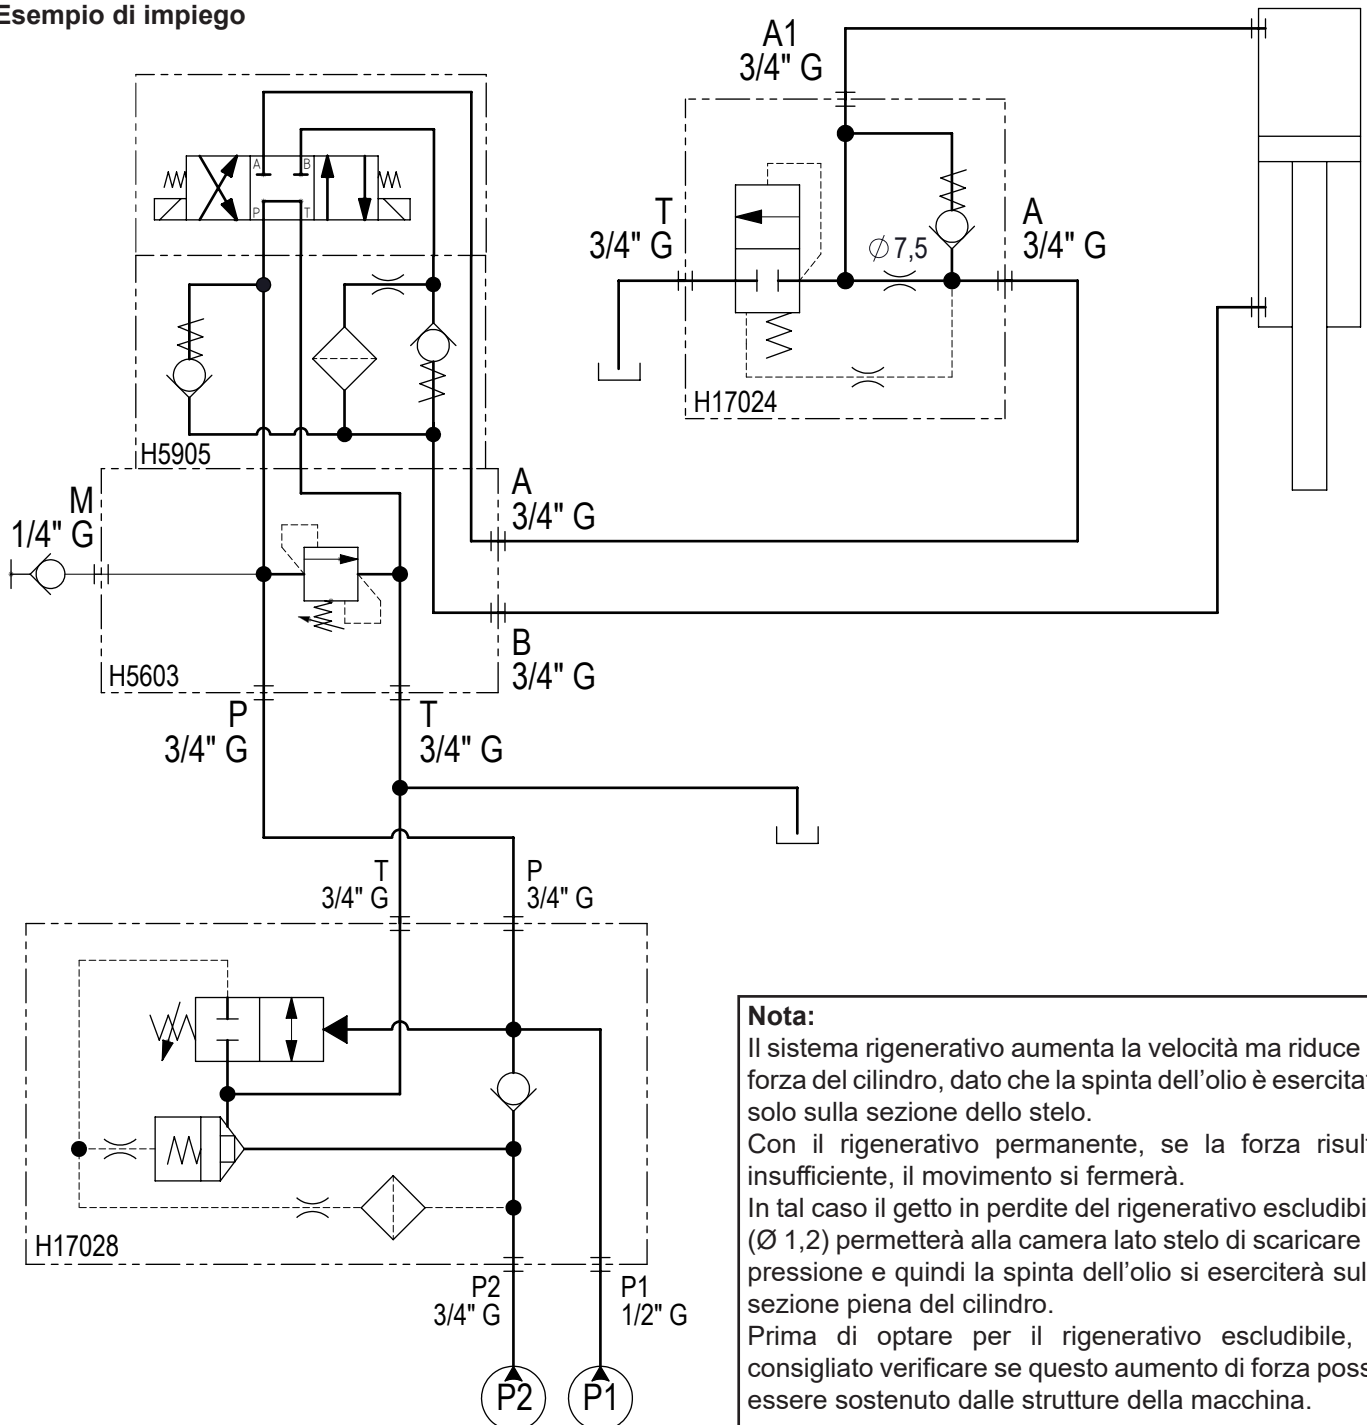 Esempio di impiego
A1
3/4" G
A
B
P
T
T
3/4" G
Ø 7,5
A
3/4" G
H17024
H5905
M
1/4" G
A
3/4" G
B
3/4" G
H5603
P
3/4" G
T
3/4" G
T
3/4" G
P
3/4" G
H17028
P2
3/4" G
P1
1/2" G
P2
P1
Nota:
Il sistema rigenerativo aumenta la velocità ma riduce
forza del cilindro, dato che la spinta dell'olio è esercita
solo sulla sezione dello stelo.
Con il rigenerativo permanente, se la forza risul
insufficiente, il movimento si fermerà.
In tal caso il getto in perdite del rigenerativo escludibi
(Ø 1,2) permetterà alla camera lato stelo di scaricare
pressione e quindi la spinta dell'olio si eserciterà sul
sezione piena del cilindro.
Prima di optare per il rigenerativo escludibile,
consigliato verificare se questo aumento di forza poss
essere sostenuto dalle strutture della macchina.